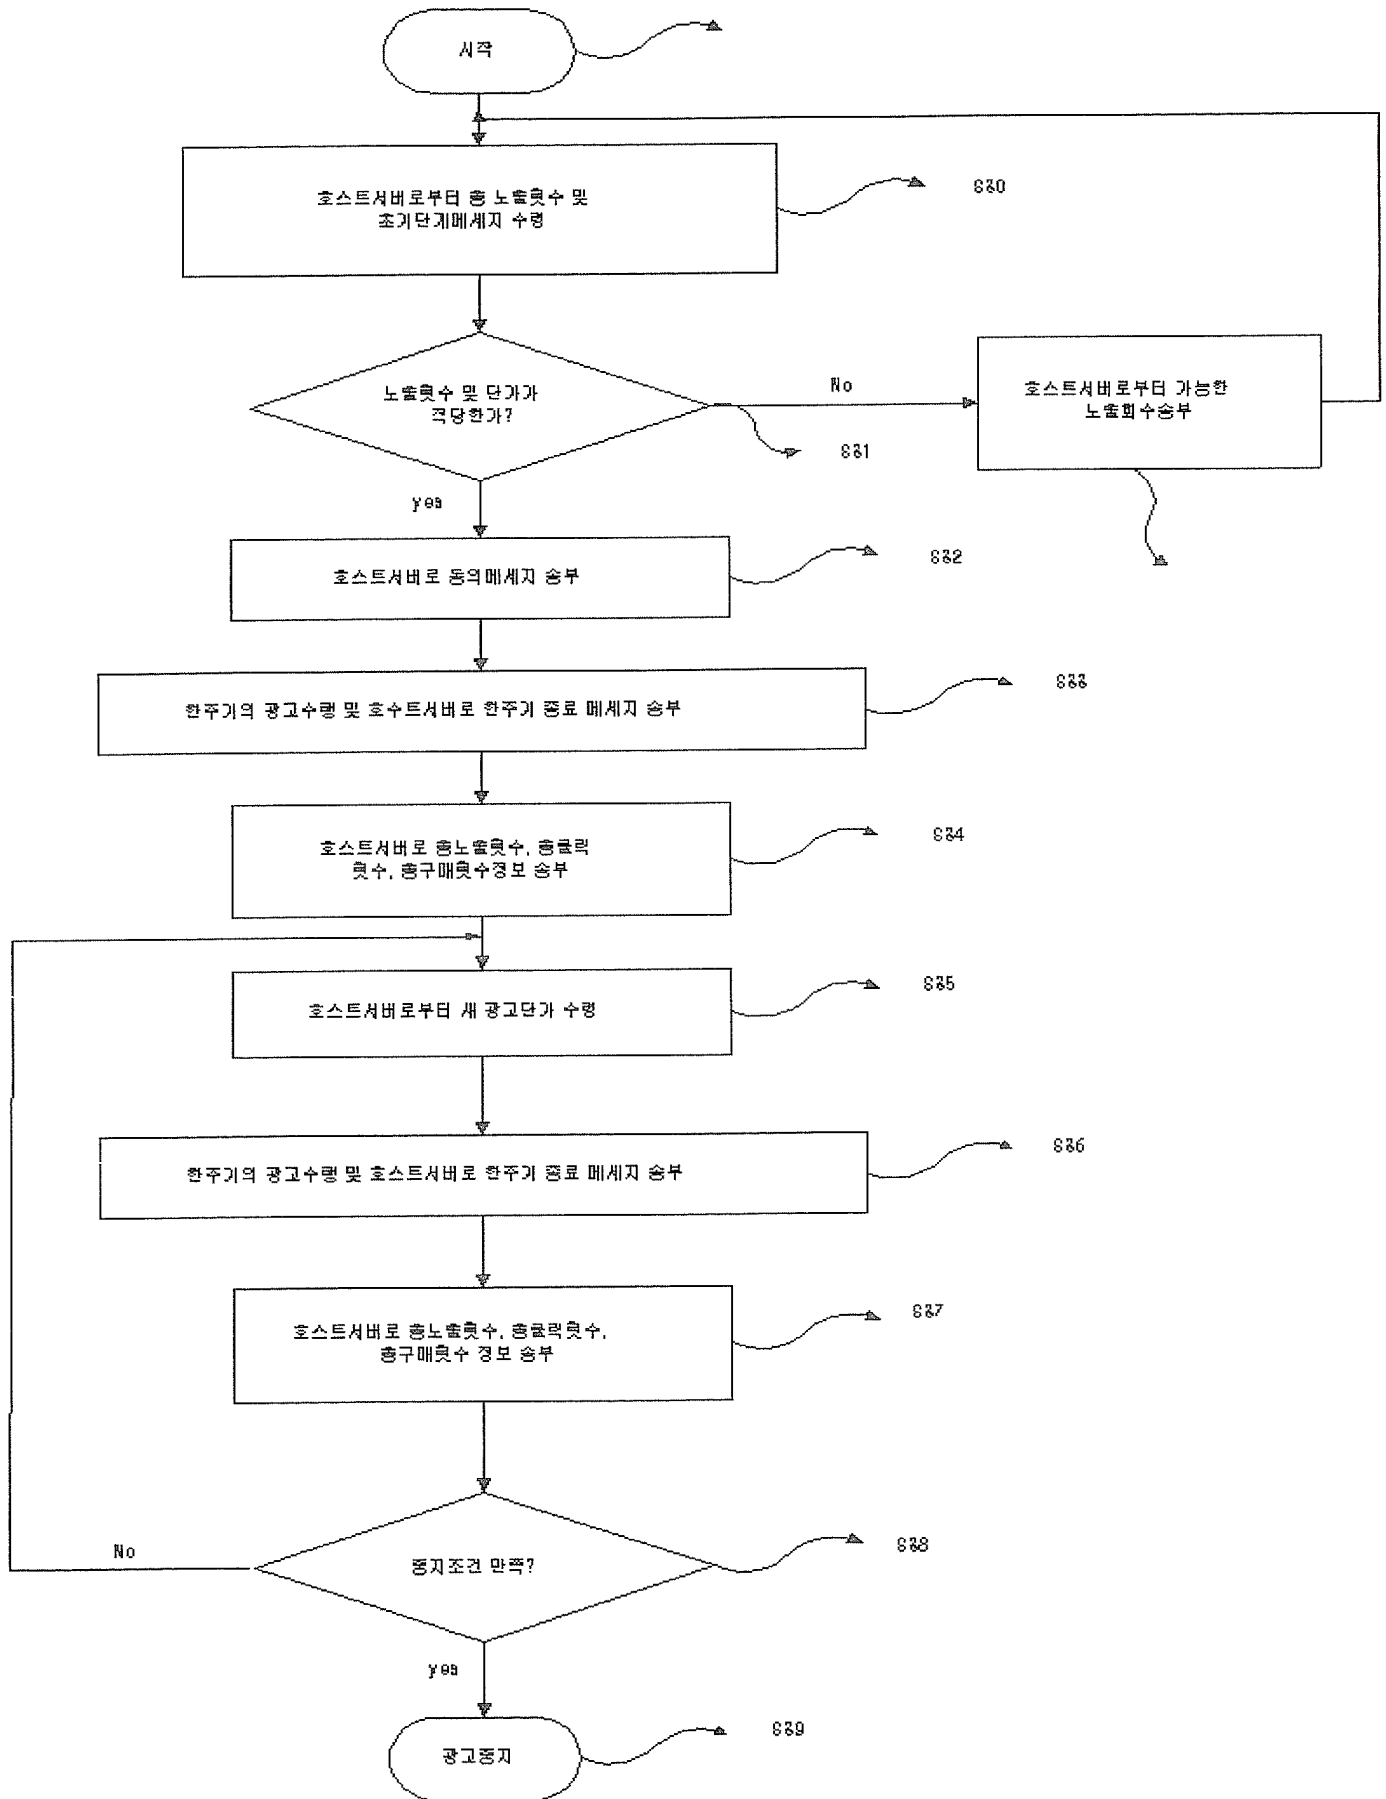 시작
호스트서버로부터 총 노출횟수 및
초기단계메세지 수령
S30
노출횟수 및 단가가
적당한가?
No
호스트서버로부터 가능한
노출회수송부
S31
yes
호스트서버로 동의메세지 송부
S32
한주기의 광고수행 및 호수트서버로 한주기 종료 메세지 송부
S33
호스트서버로 총노출횟수, 총클릭
횟수, 총구매횟수정보 송부
S34
호스트서버로부터 새 광고단가 수령
S35
한주기의 광고수행 및 호스트서버로 한주기 종료 메세지 송부
S36
호스트서버로 총노출횟수, 총클릭횟수,
총구매횟수 정보 송부
S37
No
중지조건 만족?
S38
yes
광고중지
S39